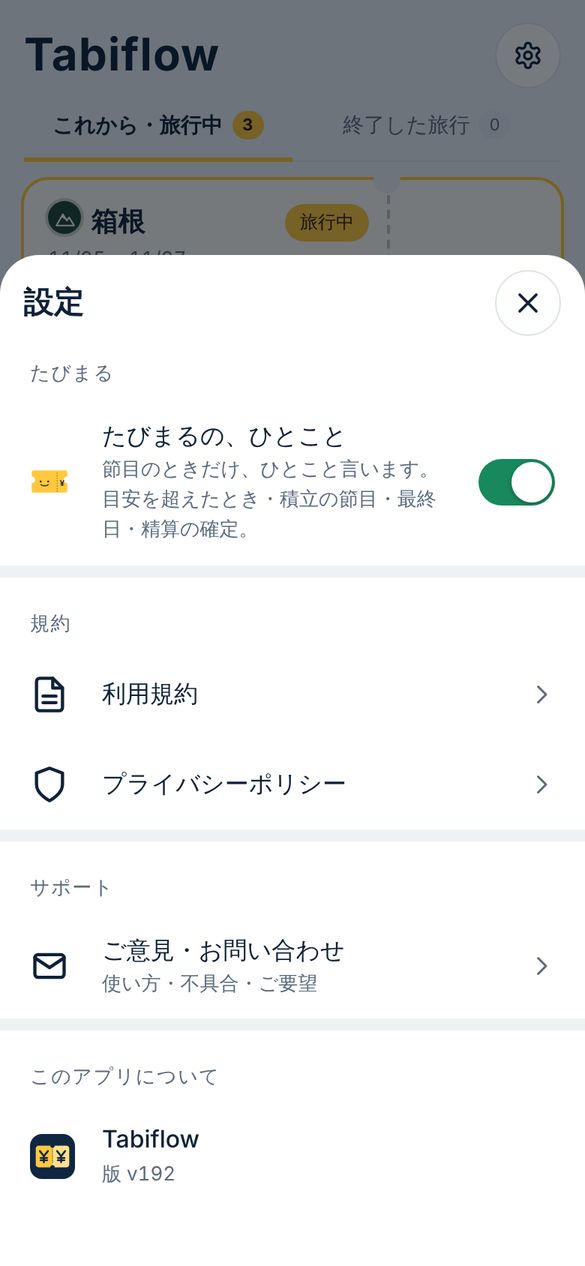 Tabiflow
これから・旅行中 3
終了した旅行 0
箱根
旅行中
設定
たびまる
たびまるの、ひとこと
節目のときだけ、ひとこと言います。
目安を超えたとき・積立の節目・最終
日・精算の確定。
規約
利用規約
プライバシーポリシー
サポート
ご意見・お問い合わせ
使い方・不具合・ご要望
このアプリについて
Tabiflow
版 v192